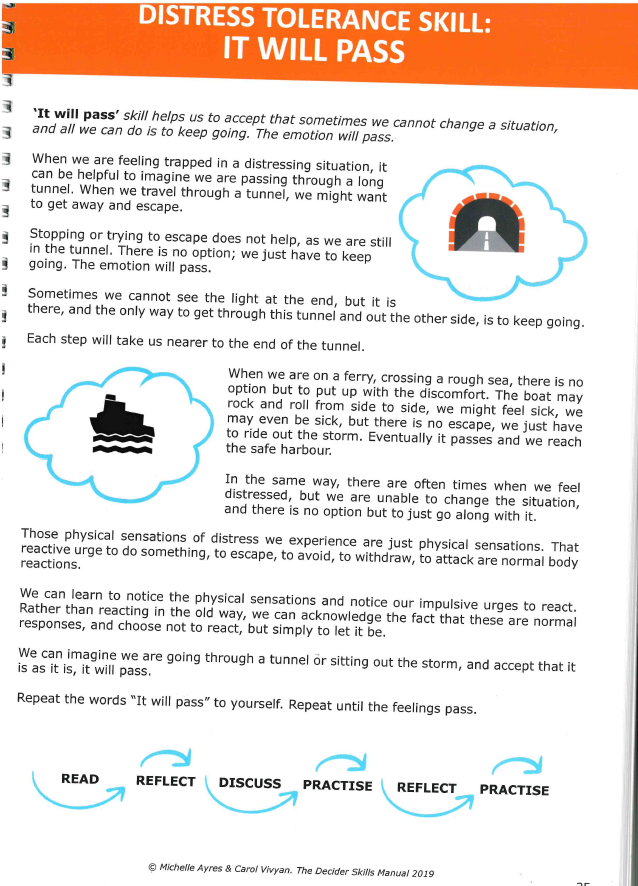 DISTRESS TOLERANCE SKILL:
IT WILL PASS
'It will pass' skill helps us to accept that sometimes we cannot change a situation,
and all we can do is to keep going. The emotion will pass.
When we are feeling trapped in a distressing situation, it
can be helpful to imagine we are passing through a long
tunnel. When we travel through a tunnel, we might want
to get away and escape.
Stopping or trying to escape does not help, as we are still
in the tunnel. There is no option; we just have to keep
going. The emotion will pass.
Sometimes we cannot see the light at the end, but it is
there, and the only way to get through this tunnel and out the other side, is to keep going.
Each step will take us nearer to the end of the tunnel.
When we are on a ferry, crossing a rough sea, there is no
option but to put up with the discomfort. The boat may
rock and roll from side to side, we might feel sick, we
may even be sick, but there is no escape, we just have
to ride out the storm. Eventually it passes and we reach
the safe harbour.
In the same way, there are often times when we feel
distressed, but we are unable to change the situation,
and there is no option but to just go along with it.
Those physical sensations of distress we experience are just physical sensations. That
reactive urge to do something, to escape, to avoid, to withdraw, to attack are normal body
reactions.
We can learn to notice the physical sensations and notice our impulsive urges to react.
Rather than reacting in the old way, we can acknowledge the fact that these are normal
responses, and choose not to react, but simply to let it be.
We can imagine we are going through a tunnel or sitting out the storm, and accept that it
is as it is, it will pass.
Repeat the words "It will pass" to yourself. Repeat until the feelings pass.
READ REFLECT DISCUSS PRACTISE REFLECT PRACTISE
© Michelle Ayres & Carol Vivyan. The Decider Skills Manual 2019